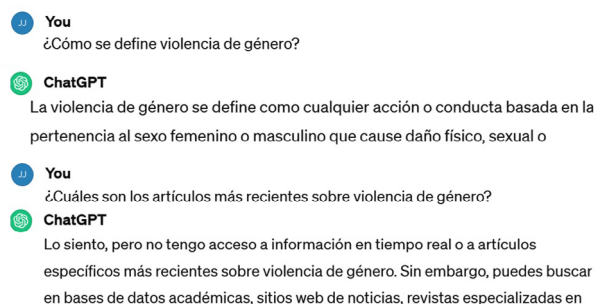 JJ You
¿Cómo se define violencia de género?
ChatGPT
La violencia de género se define como cualquier acción o conducta basada en la
pertenencia al sexo femenino o masculino que cause daño físico, sexual o
JJ You
¿Cuáles son los artículos más recientes sobre violencia de género?
ChatGPT
Lo siento, pero no tengo acceso a información en tiempo real o a artículos
específicos más recientes sobre violencia de género. Sin embargo, puedes buscar
en bases de datos académicas, sitios web de noticias, revistas especializadas en